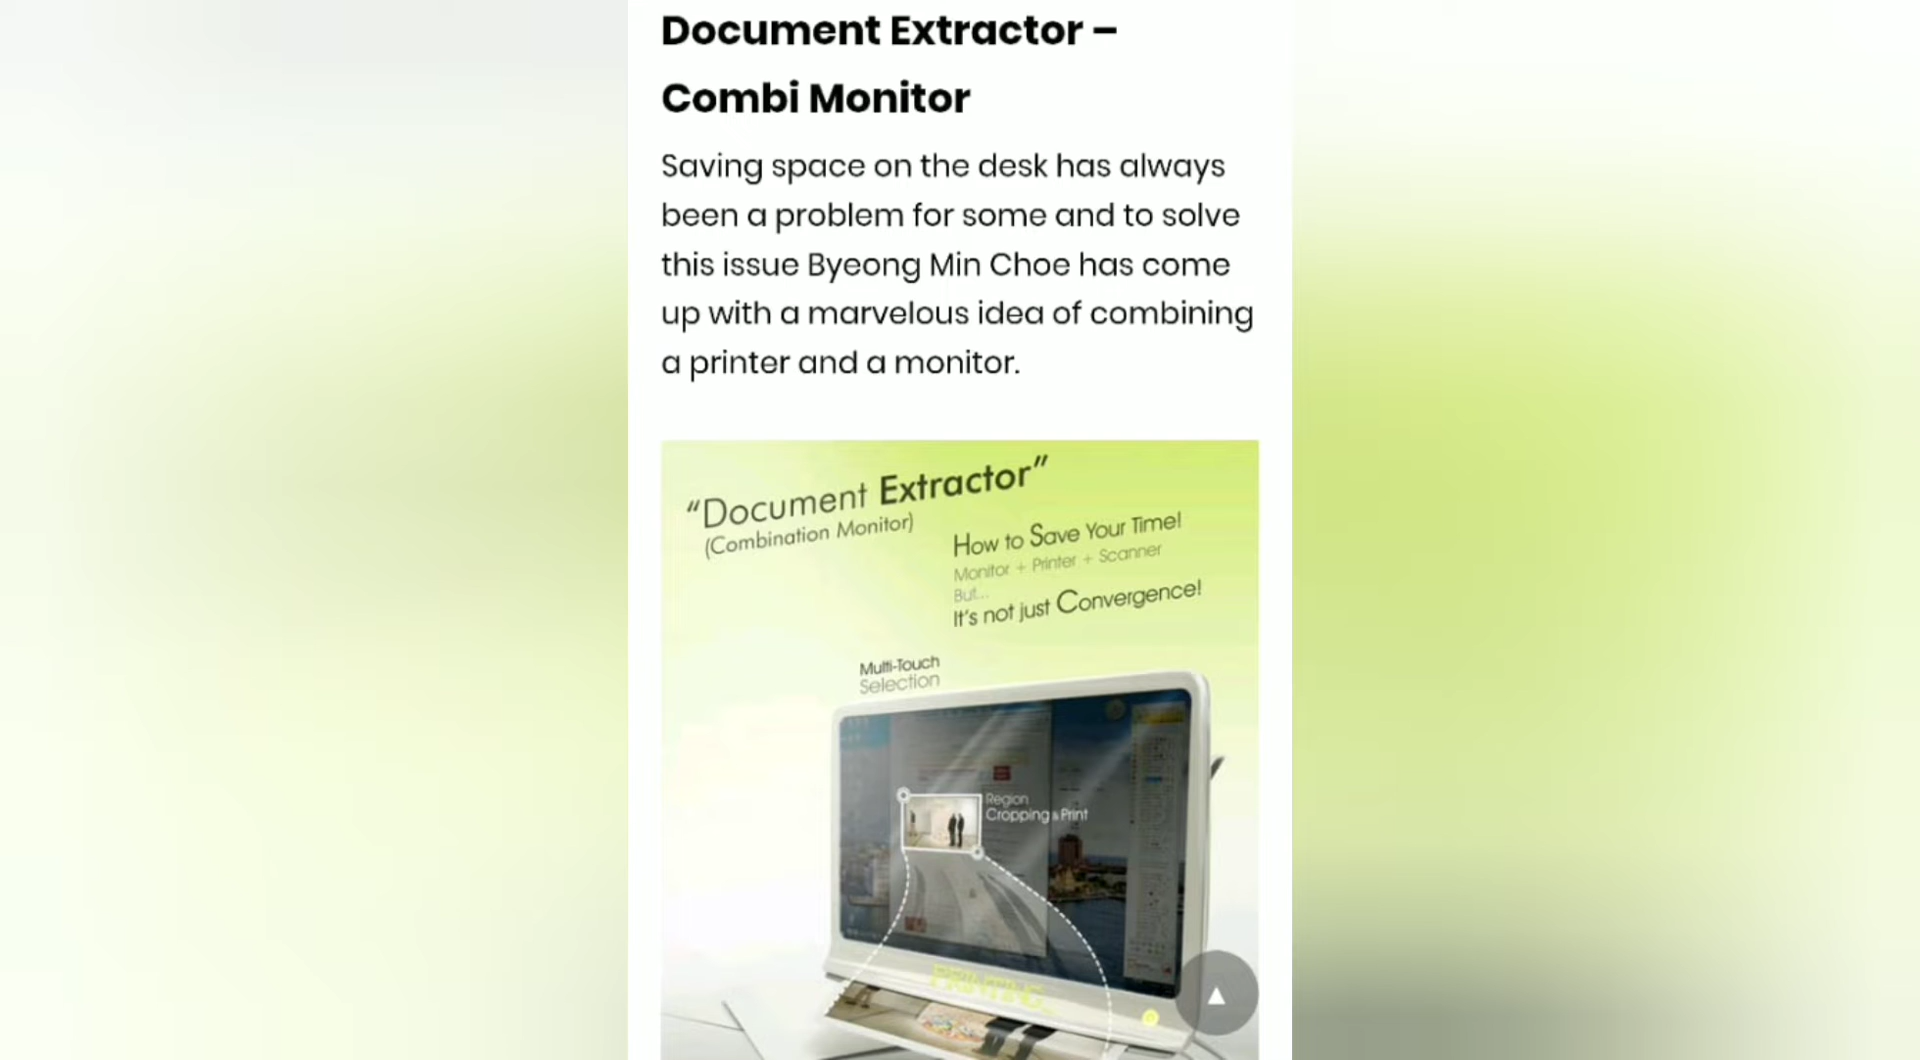 Document Extractor –
Combi Monitor
Saving space on the desk has always
been a problem for some and to solve
this issue Byeong Min Choe has come
up with a marvelous idea of combining
a printer and a monitor.
“Document Extractor”
(Combination Monitor)
How to Save Your Time!
Monitor + Printer + Scanner
But...
It's not just Convergence!
Multi-Touch
Selection
Region
Cropping & Print
PRINTING...